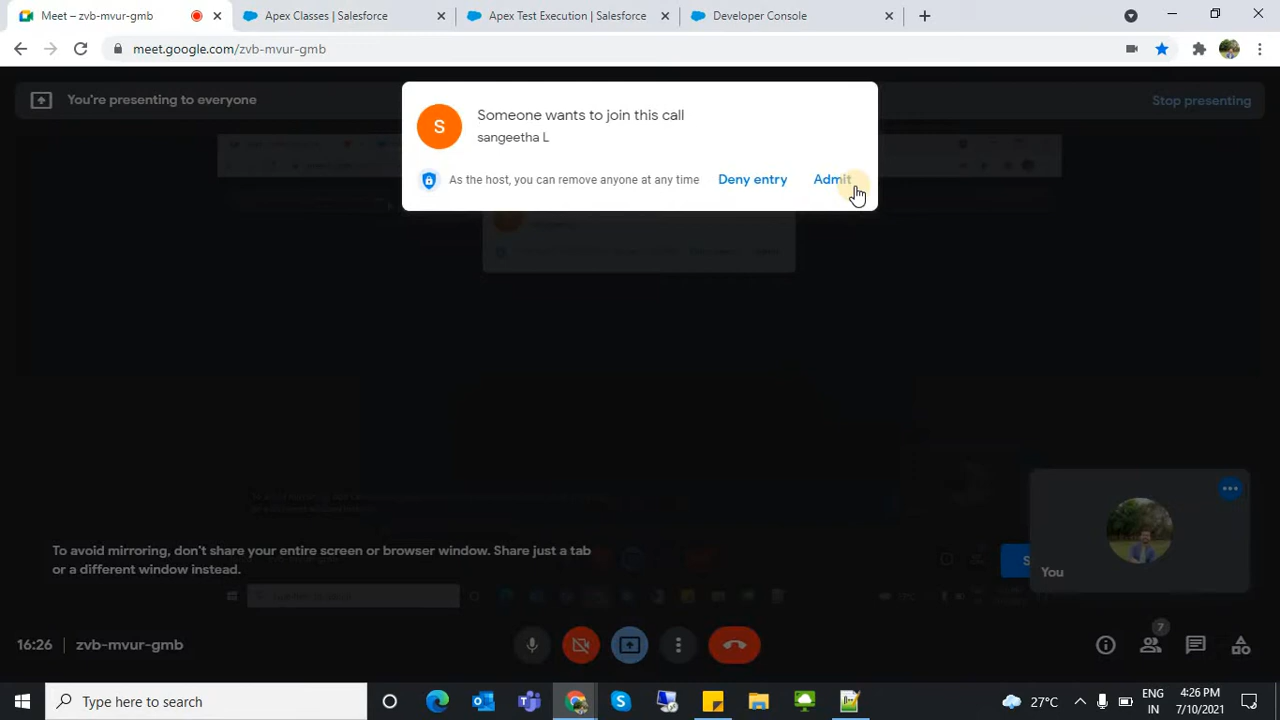 Meet – zvb-mvur-gmb
Apex Classes | Salesforce
Apex Test Execution | Salesforce
Developer Console
meet.google.com/zvb-mvur-gmb
You're presenting to everyone
Stop presenting
S
Someone wants to join this call
sangeetha L
As the host, you can remove anyone at any time
Deny entry
Admit
To avoid mirroring, don't share your entire screen or browser window. Share just a tab
or a different window instead.
S
You
16:26
zvb-mvur-gmb
7
Type here to search
27°C
ENG
IN
4:26 PM
7/10/2021